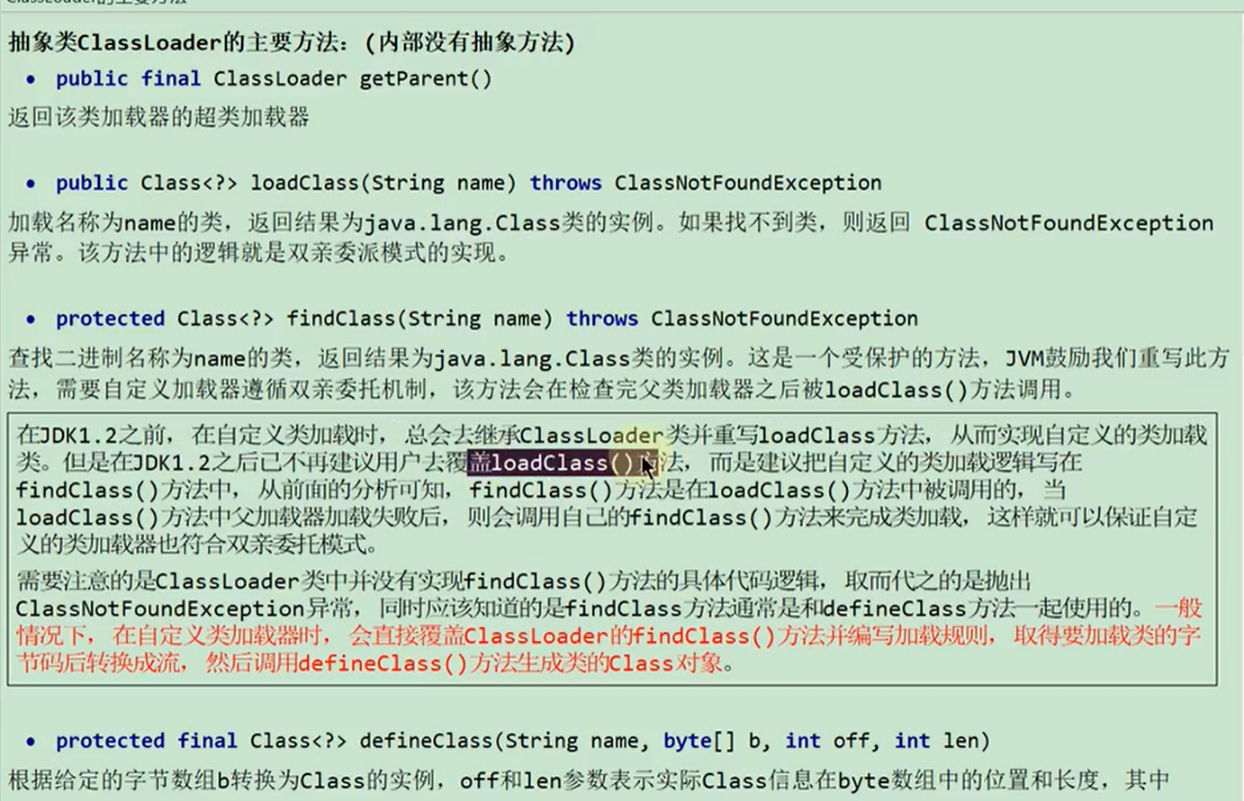 ClassLoader的主要方法
抽象类ClassLoader的主要方法：(内部没有抽象方法)
• public final ClassLoader getParent()
返回该类加载器的超类加载器
• public Class<?> loadClass(String name) throws ClassNotFoundException
加载名称为name的类，返回结果为java.lang.Class类的实例。如果找不到类，则返回 ClassNotFoundException
异常。该方法中的逻辑就是双亲委派模式的实现。
• protected Class<?> findClass(String name) throws ClassNotFoundException
查找二进制名称为name的类，返回结果为java.lang.Class类的实例。这是一个受保护的方法，JVM鼓励我们重写此方
法，需要自定义加载器遵循双亲委托机制，该方法会在检查完父类加载器之后被loadClass()方法调用。
在JDK1.2之前，在自定义类加载时，总会去继承ClassLoader类并重写loadClass方法，从而实现自定义的类加载
类。但是在JDK1.2之后已不再建议用户去覆盖loadClass()方法，而是建议把自定义的类加载逻辑写在
findClass()方法中，从前面的分析可知，findClass()方法是在loadClass()方法中被调用的，当
loadClass()方法中父加载器加载失败后，则会调用自己的findClass()方法来完成类加载，这样就可以保证自定
义的类加载器也符合双亲委托模式。
需要注意的是ClassLoader类中并没有实现findClass()方法的具体代码逻辑，取而代之的是抛出
ClassNotFoundException异常，同时应该知道的是findClass方法通常是和defineClass方法一起使用的。一般
情况下，在自定义类加载器时，会直接覆盖ClassLoader的findClass()方法并编写加载规则，取得要加载类的字
节码后转换成流，然后调用defineClass()方法生成类的Class对象。
• protected final Class<?> defineClass(String name, byte[] b, int off, int len)
根据给定的字节数组b转换为Class的实例，off和len参数表示实际Class信息在byte数组中的位置和长度，其中